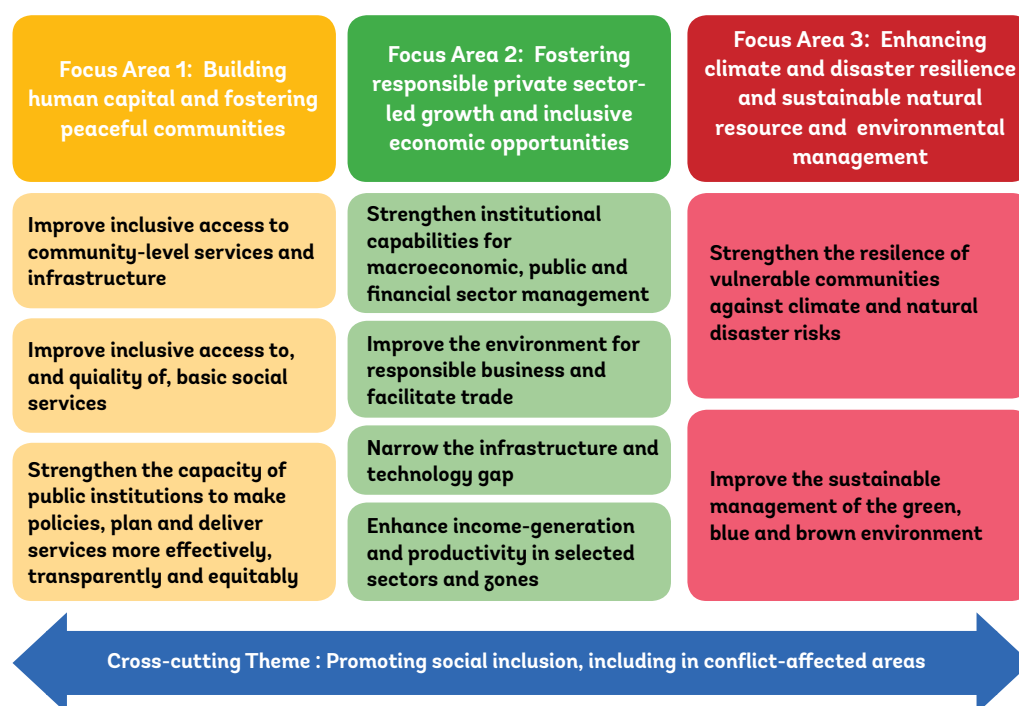 Focus Area 1: Building
human capital and fostering
peaceful communities
Improve inclusive access to
community-level services and
infrastructure
Improve inclusive access to,
and quiality of, basic social
services
Strengthen the capacity of
public institutions to make
policies, plan and deliver
services more effectively,
transparently and equitably
Focus Area 2: Fostering
responsible private sector-
led growth and inclusive
economic opportunities
Strengthen institutional
capabilities for
macroeconomic, public and
financial sector management
Improve the environment for
responsible business and
facilitate trade
Narrow the infrastructure and
technology gap
Enhance income-generation
and productivity in selected
sectors and zones
Focus Area 3: Enhancing
climate and disaster resilience
and sustainable natural
resource and environmental
management
Strengthen the resilence of
vulnerable communities
against climate and natural
disaster risks
Improve the sustainable
management of the green,
blue and brown environment
Cross-cutting Theme : Promoting social inclusion, including in conflict-affected areas